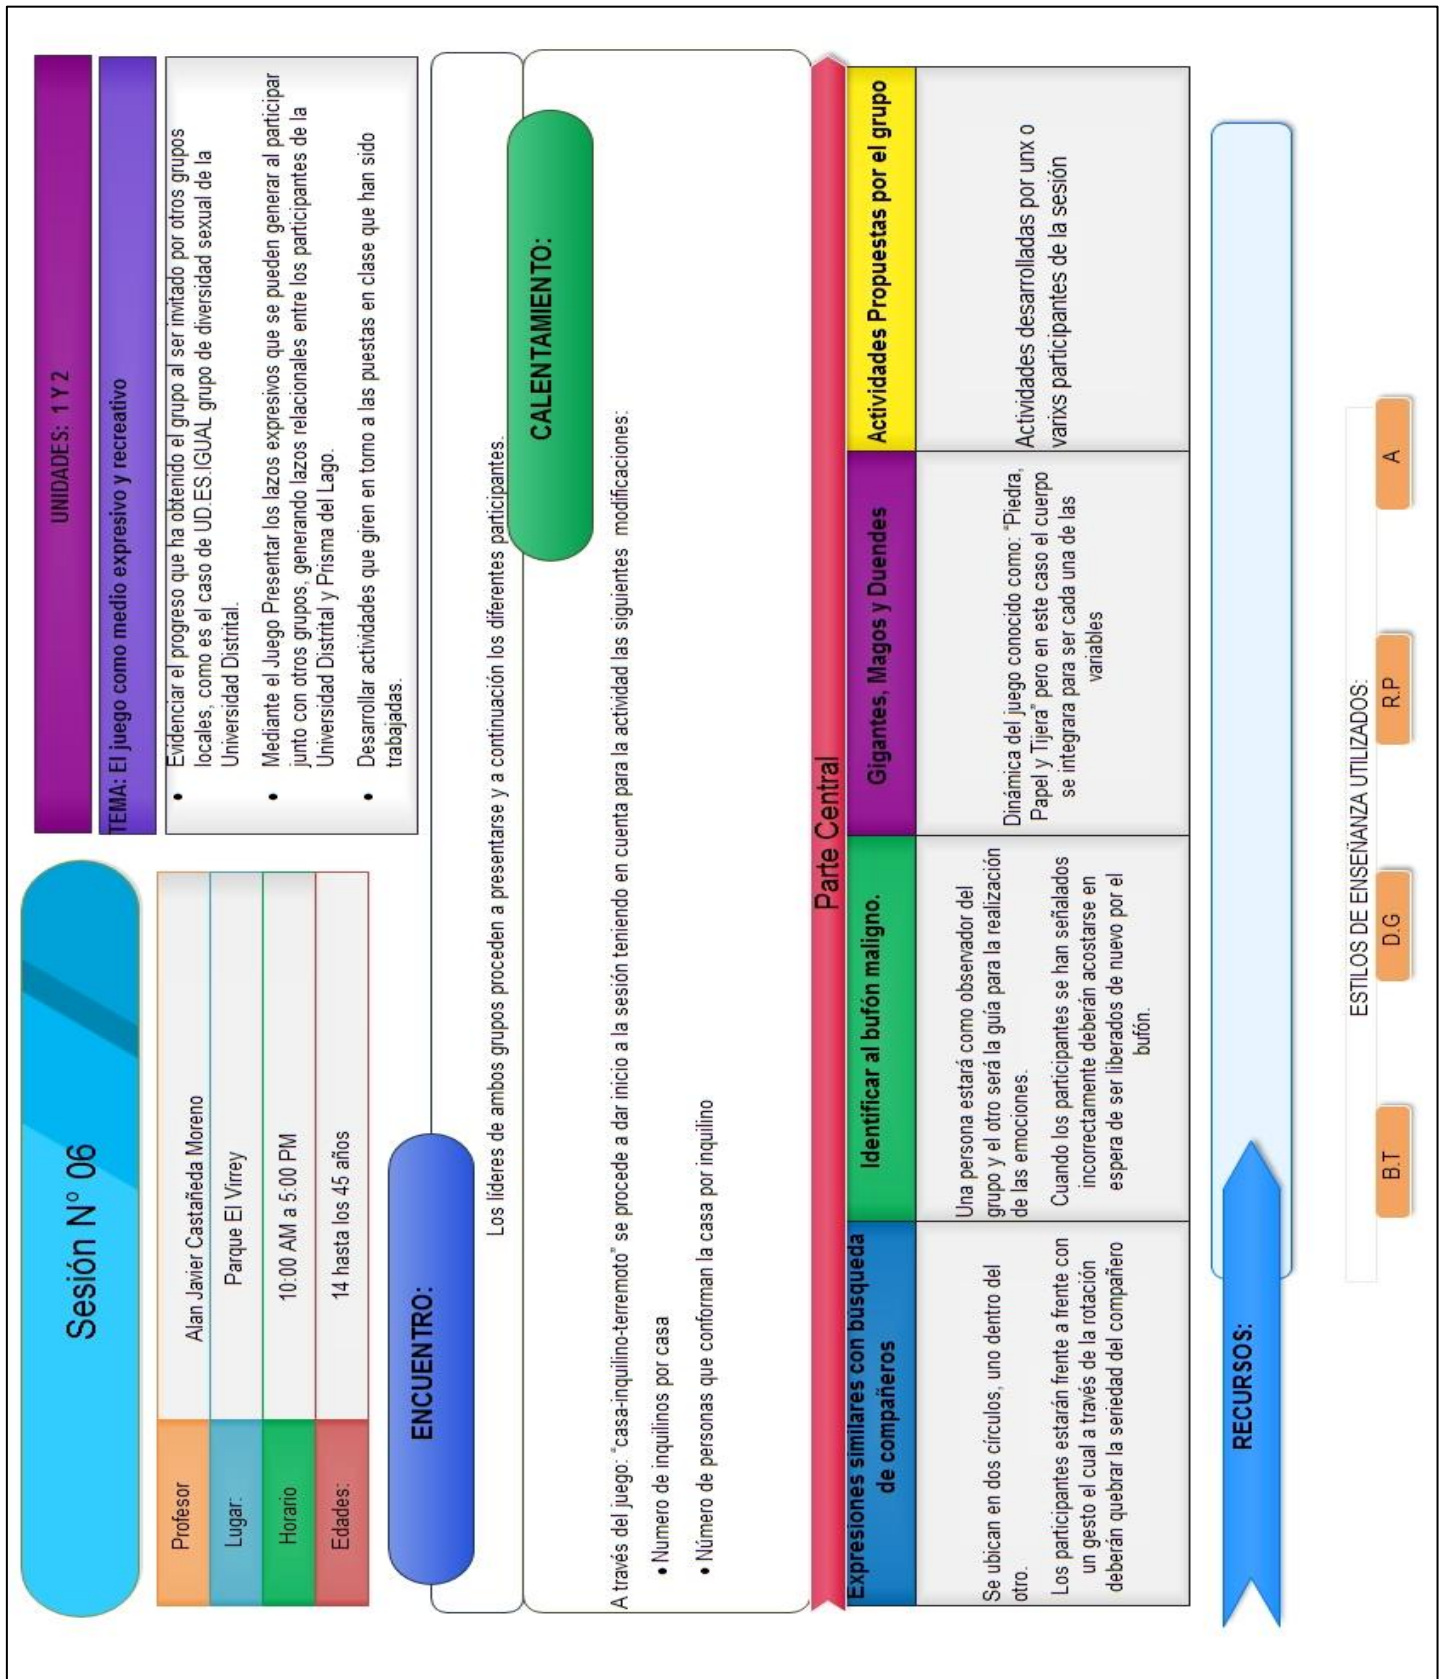 Sesión N° 06
Profesor
Alan Javier Castañeda Moreno
Lugar:
Parque El Virrey
Horario
10:00 AM a 5:00 PM
Edades:
14 hasta los 45 años
UNIDADES: 1 Y 2
TEMA: El juego como medio expresivo y recreativo
• Evidenciar el progreso que ha obtenido el grupo al ser invitado por otros grupos
locales, como es el caso de UD.ES.IGUAL grupo de diversidad sexual de la
Universidad Distrital.
• Mediante el Juego Presentar los lazos expresivos que se pueden generar al participar
junto con otros grupos, generando lazos relacionales entre los participantes de la
Universidad Distrital y Prisma del Lago.
• Desarrollar actividades que giren en torno a las puestas en clase que han sido
trabajadas.
ENCUENTRO:
Los líderes de ambos grupos proceden a presentarse y a continuación los diferentes participantes.
CALENTAMIENTO:
A través del juego: "casa-inquilino-terremoto" se procede a dar inicio a la sesión teniendo en cuenta para la actividad las siguientes modificaciones:
• Numero de inquilinos por casa
• Número de personas que conforman la casa por inquilino
Parte Central
Expresiones similares con búsqueda
de compañeros
Se ubican en dos círculos, uno dentro del
otro.
Los participantes estarán frente a frente con
un gesto el cual a través de la rotación
deberán quebrar la seriedad del compañero
Identificar al bufón maligno.
Una persona estará como observador del
grupo y el otro será la guía para la realización
de las emociones.
Cuando los participantes se han señalados
incorrectamente deberán acostarse en
espera de ser liberados de nuevo por el
bufón.
Gigantes, Magos y Duendes
Dinámica del juego conocido como: "Piedra,
Papel y Tijera" pero en este caso el cuerpo
se integrara para ser cada una de las
variables
Actividades Propuestas por el grupo
Actividades desarrolladas por unx o
varixs participantes de la sesión
RECURSOS:
ESTILOS DE ENSEÑANZA UTILIZADOS:
B.T
D.G
R.P
A